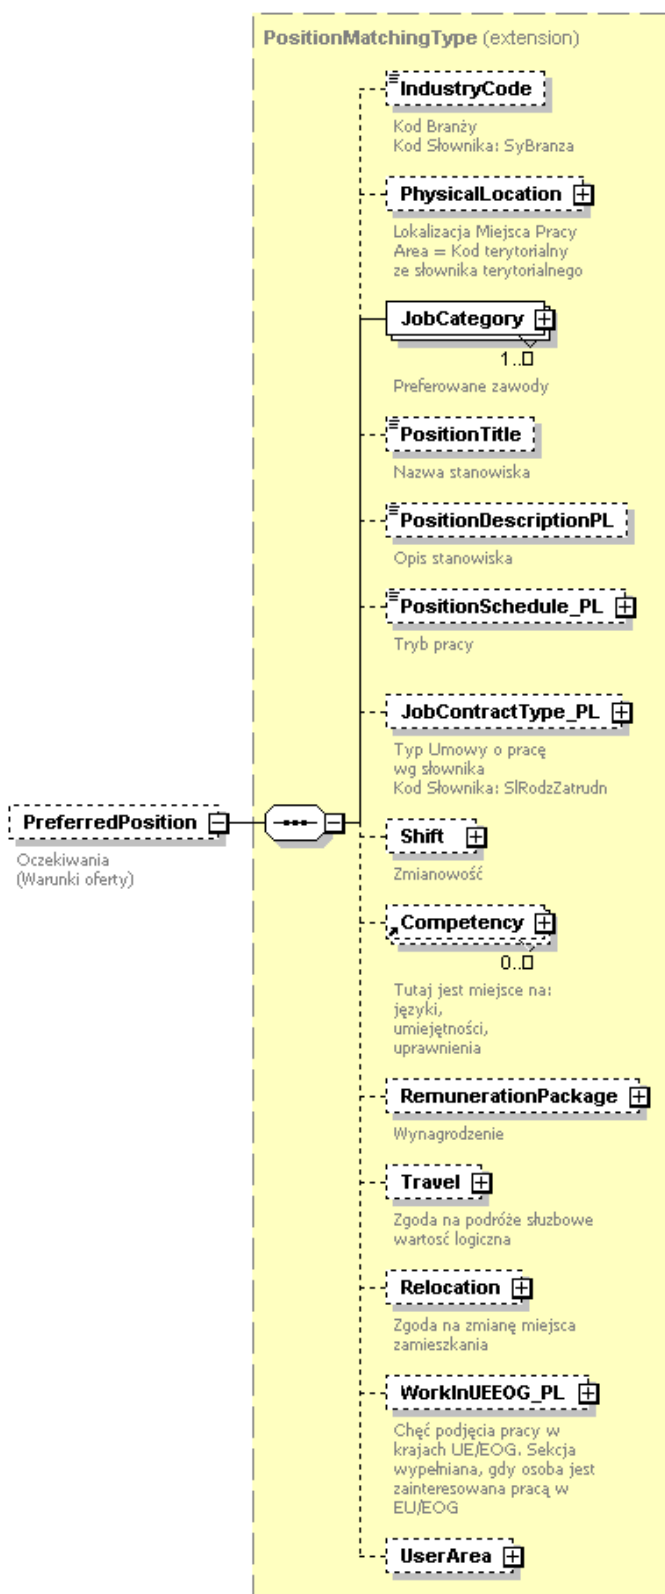 PositionMatchingType (extension)
IndustryCode
Kod Branży
Kod Słownika: SyBranza
PhysicalLocation
Lokalizacja Miejsca Pracy
Area = Kod terytorialny
ze słownika terytorialnego
JobCategory
1..
Preferowane zawody
PositionTitle
Nazwa stanowiska
PositionDescriptionPL
Opis stanowiska
PositionSchedule_PL
Tryb pracy
JobContractType_PL
Typ Umowy o pracę
wg słownika
Kod Słownika: SlRodzZatrudn
PreferredPosition
Oczekiwania
(Warunki oferty)
Shift
Zmianowość
Competency
0..
Tutaj jest miejsce na:
języki,
umiejętności,
uprawnienia
RemunerationPackage
Wynagrodzenie
Travel
Zgoda na podróże służbowe
wartosć logiczna
Relocation
Zgoda na zmianę miejsca
zamieszkania
WorkInUEEOG_PL
Chęć podjęcia pracy w
krajach UE/EOG. Sekcja
wypełniana, gdy osoba jest
zainteresowana pracą w
EU/EOG
UserArea